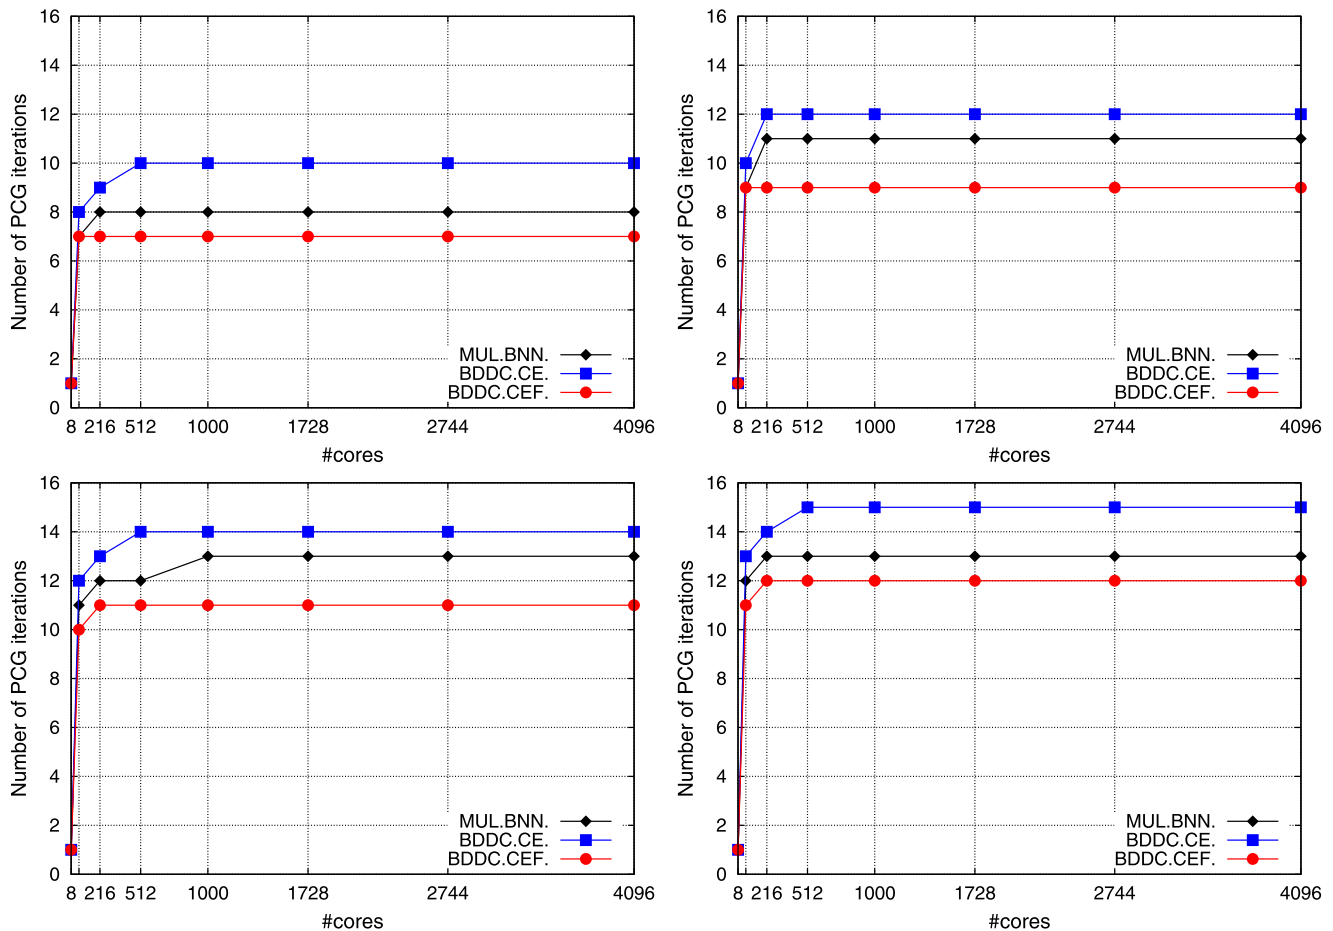 16
14
12
10
8
6
4
2
0
Number of PCG iterations
MUL.BNN.
BDDC.CE.
BDDC.CEF.
8 216 512 1000 1728 2744 4096
#cores
16
14
12
10
8
6
4
2
0
Number of PCG iterations
MUL.BNN.
BDDC.CE.
BDDC.CEF.
8 216 512 1000 1728 2744 4096
#cores
16
14
12
10
8
6
4
2
0
Number of PCG iterations
MUL.BNN.
BDDC.CE.
BDDC.CEF.
8 216 512 1000 1728 2744 4096
#cores
16
14
12
10
8
6
4
2
0
Number of PCG iterations
MUL.BNN.
BDDC.CE.
BDDC.CEF.
8 216 512 1000 1728 2744 4096
#cores